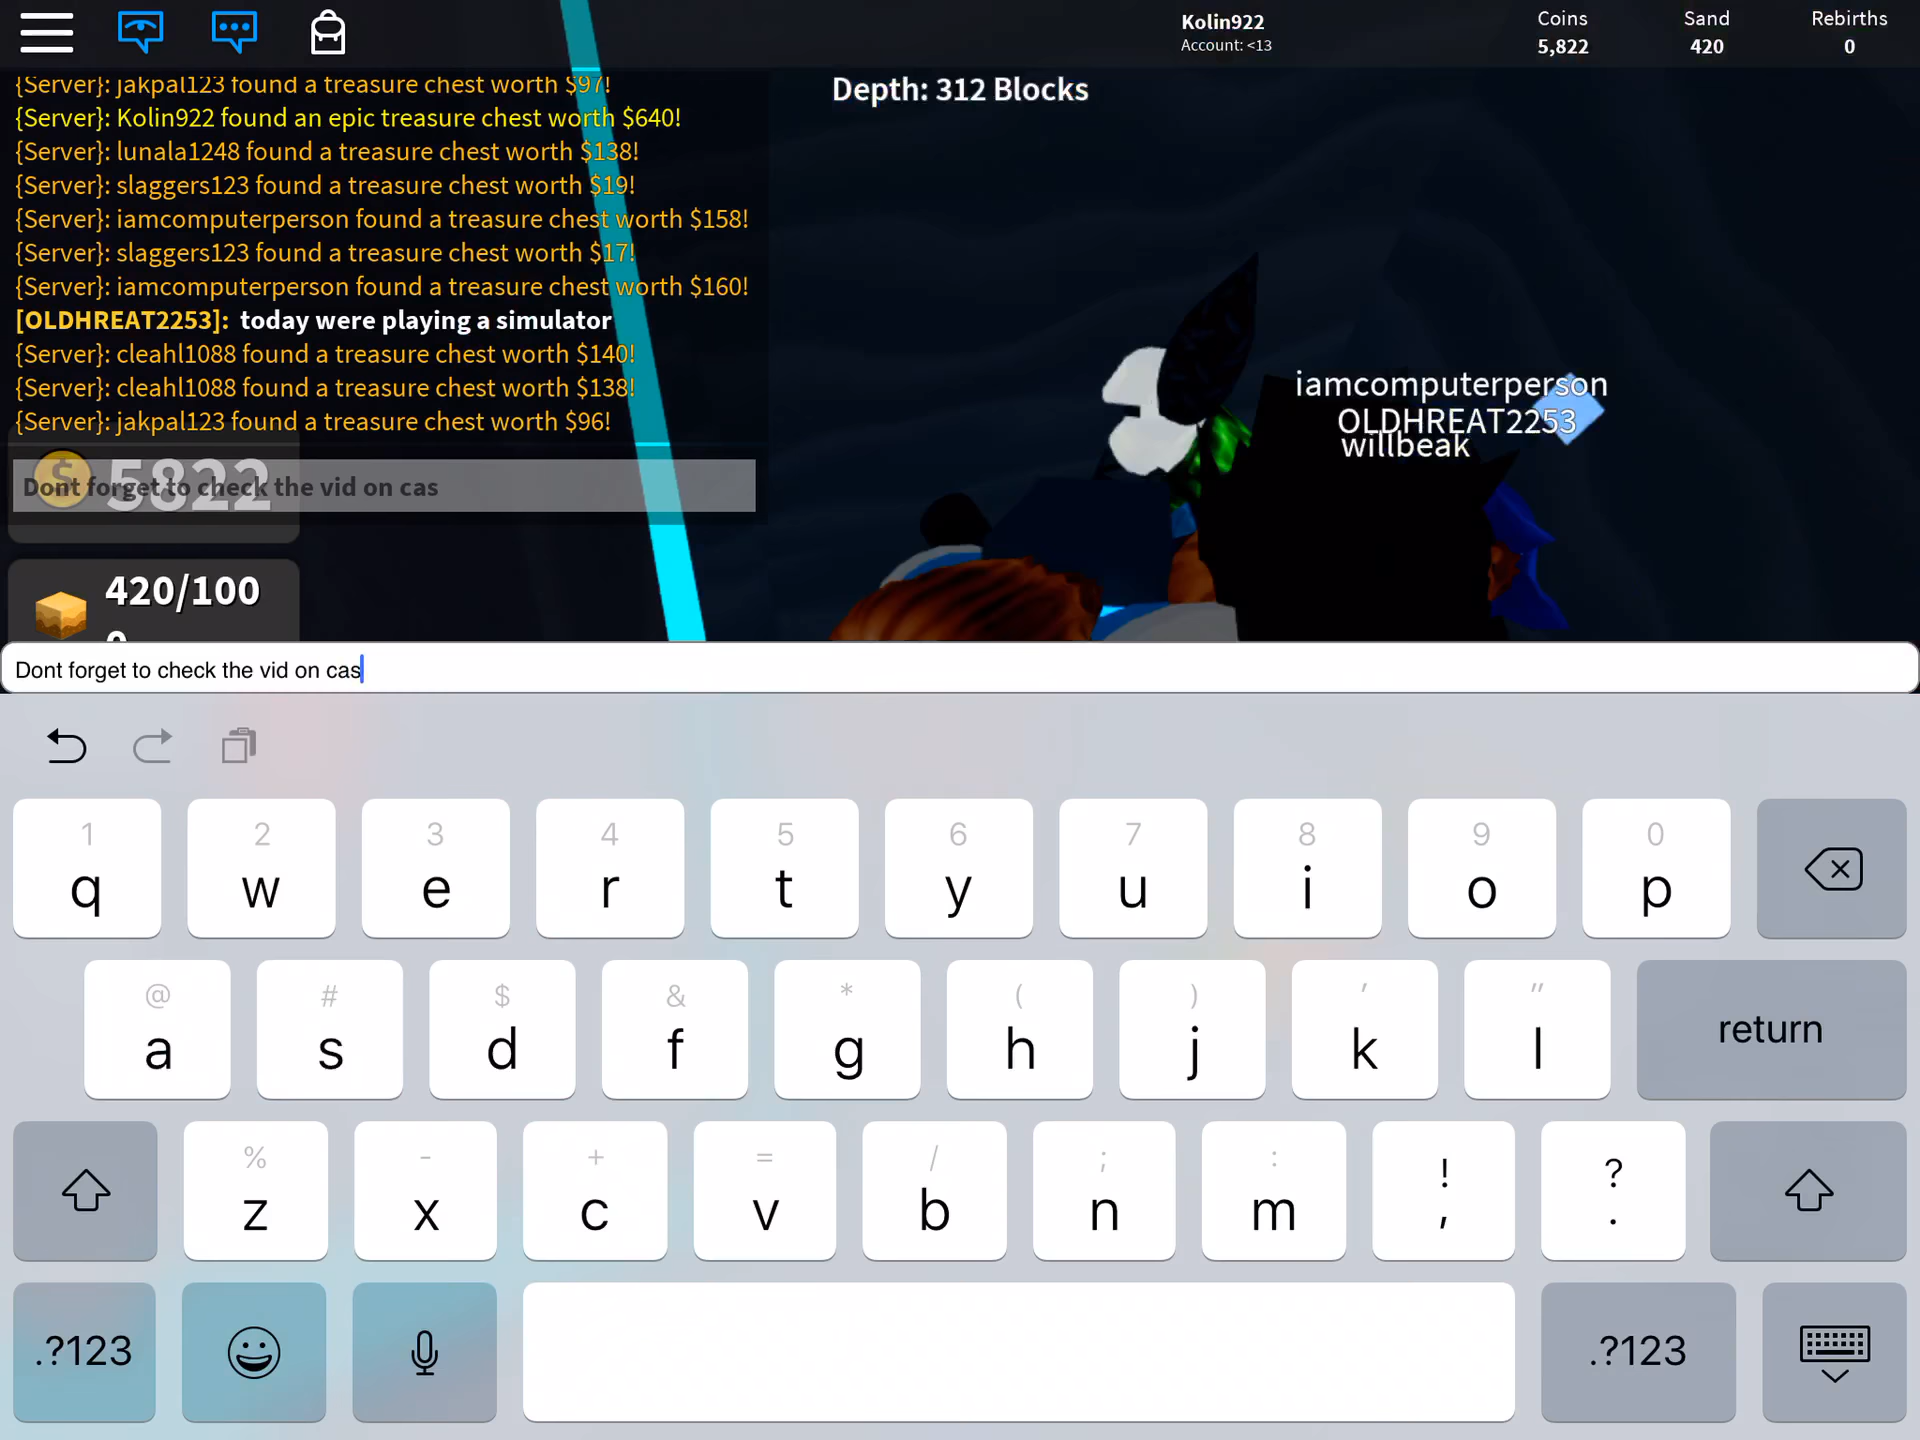 Kolin922
Account: <13
Coins
5,822
Sand
420
Rebirths
0
Depth: 312 Blocks
{Server}: jakpal123 found a treasure chest worth $97!
{Server}: Kolin922 found an epic treasure chest worth $640!
{Server}: lunala1248 found a treasure chest worth $138!
{Server}: slaggers123 found a treasure chest worth $19!
{Server}: iamcomputerperson found a treasure chest worth $158!
{Server}: slaggers123 found a treasure chest worth $17!
{Server}: iamcomputerperson found a treasure chest worth $160!
[OLDHREAT2253]: today were playing a simulator
{Server}: cleahl1088 found a treasure chest worth $140!
{Server}: cleahl1088 found a treasure chest worth $138!
{Server}: jakpal123 found a treasure chest worth $96!
iamcomputerperson
OLDHREAT2253
willbeak
$ 5822
Dont forget to check the vid on cas
420/100
0
Dont forget to check the vid on cas
1 2 3 4 5 6 7 8 9 0
q w e r t y u i o p
@ # $ & * ( ) ' "
a s d f g h j k l return
% - + = / ; : ! ?
z x c v b n m , .
.?123 .?123